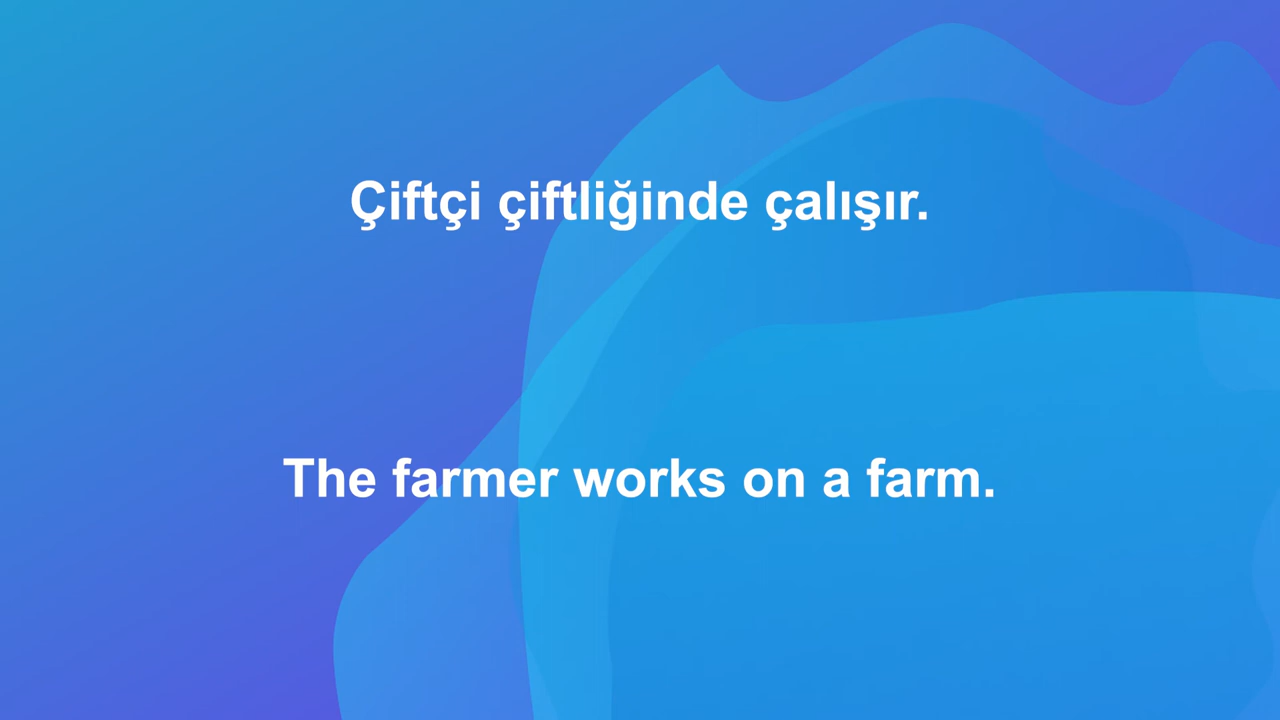 Çiftçi çiftliğinde çalışır.
The farmer works on a farm.